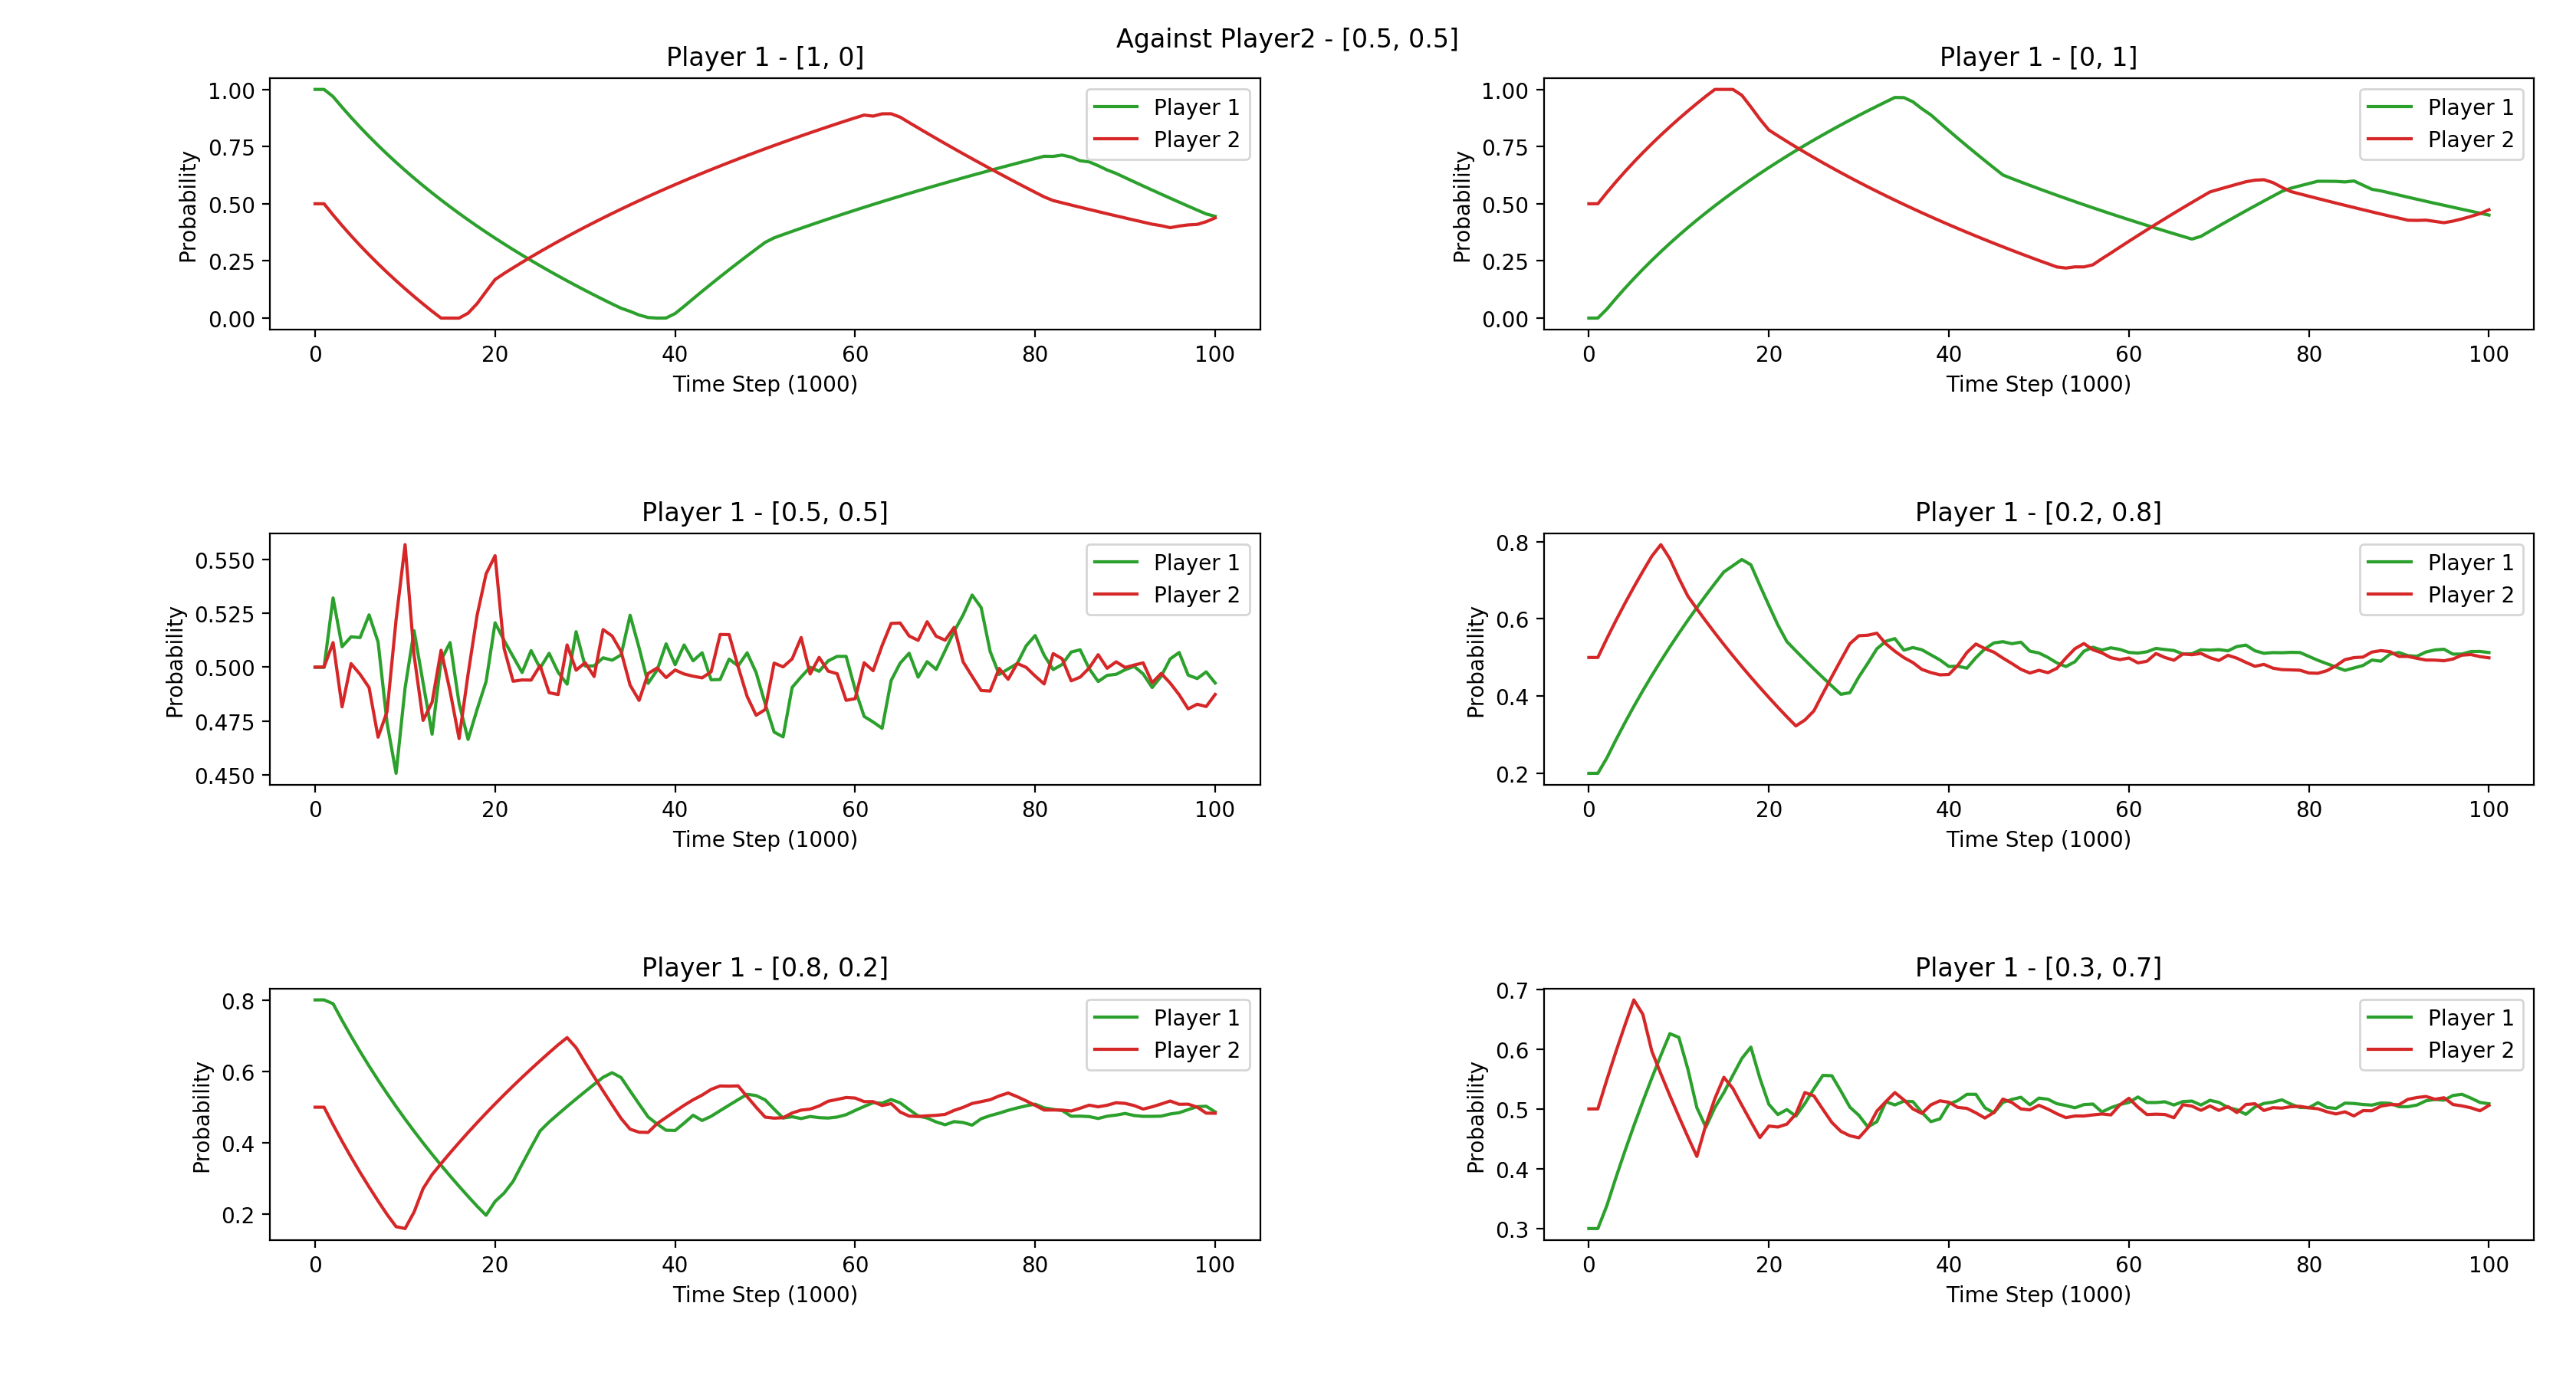 Against Player2 - [0.5, 0.5]
Player 1 - [1, 0]
Probability
1.00
0.75
0.50
0.25
0.00
Player 1
Player 2
0 20 40 60 80 100
Time Step (1000)
Player 1 - [0, 1]
Probability
1.00
0.75
0.50
0.25
0.00
Player 1
Player 2
0 20 40 60 80 100
Time Step (1000)
Player 1 - [0.5, 0.5]
Probability
0.550
0.525
0.500
0.475
0.450
Player 1
Player 2
0 20 40 60 80 100
Time Step (1000)
Player 1 - [0.2, 0.8]
Probability
0.8
0.6
0.4
0.2
Player 1
Player 2
0 20 40 60 80 100
Time Step (1000)
Player 1 - [0.8, 0.2]
Probability
0.8
0.6
0.4
0.2
Player 1
Player 2
0 20 40 60 80 100
Time Step (1000)
Player 1 - [0.3, 0.7]
Probability
0.7
0.6
0.5
0.4
0.3
Player 1
Player 2
0 20 40 60 80 100
Time Step (1000)